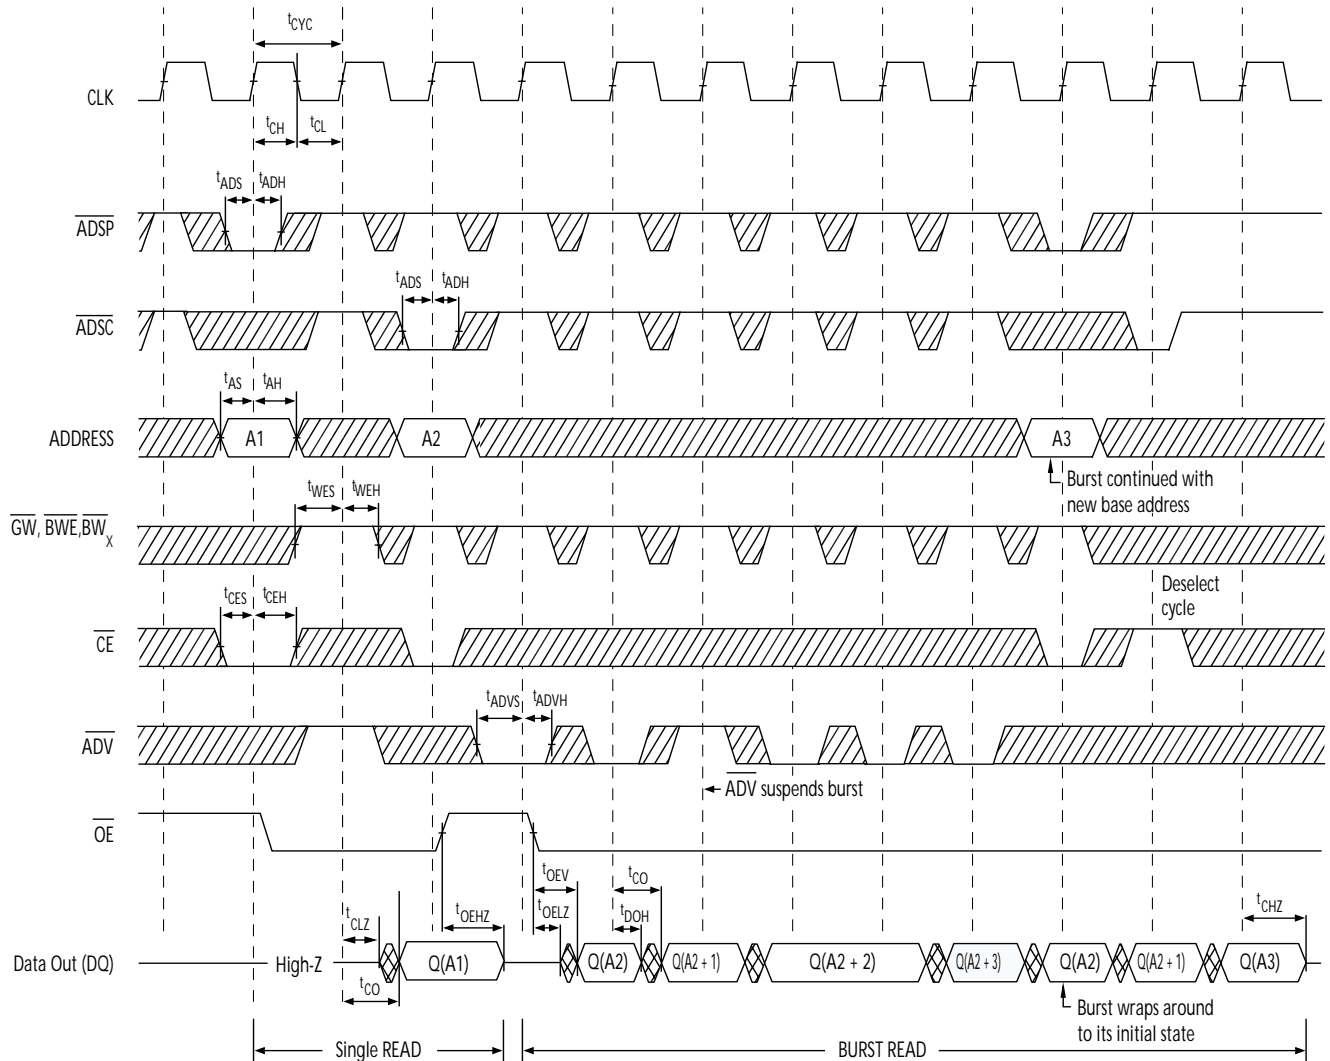 tCYC
CLK
tCH tCL
tADS tADH
ADSP
tADS tADH
ADSC
tAS tAH
ADDRESS A1 A2 A3
Burst continued with
new base address
tWES tWEH
GW, BWE,BWX
Deselect
cycle
tCES tCEH
CE
tADVS tADVH
ADV
ADV suspends burst
OE
tOEV tCO
tCLZ tOEHZ tOELZ tDOH tCHZ
Data Out (DQ) High-Z Q(A1) Q(A2) Q(A2 + 1) Q(A2 + 2) Q(A2 + 3) Q(A2) Q(A2 + 1) Q(A3)
tCO
Burst wraps around
to its initial state
Single READ BURST READ